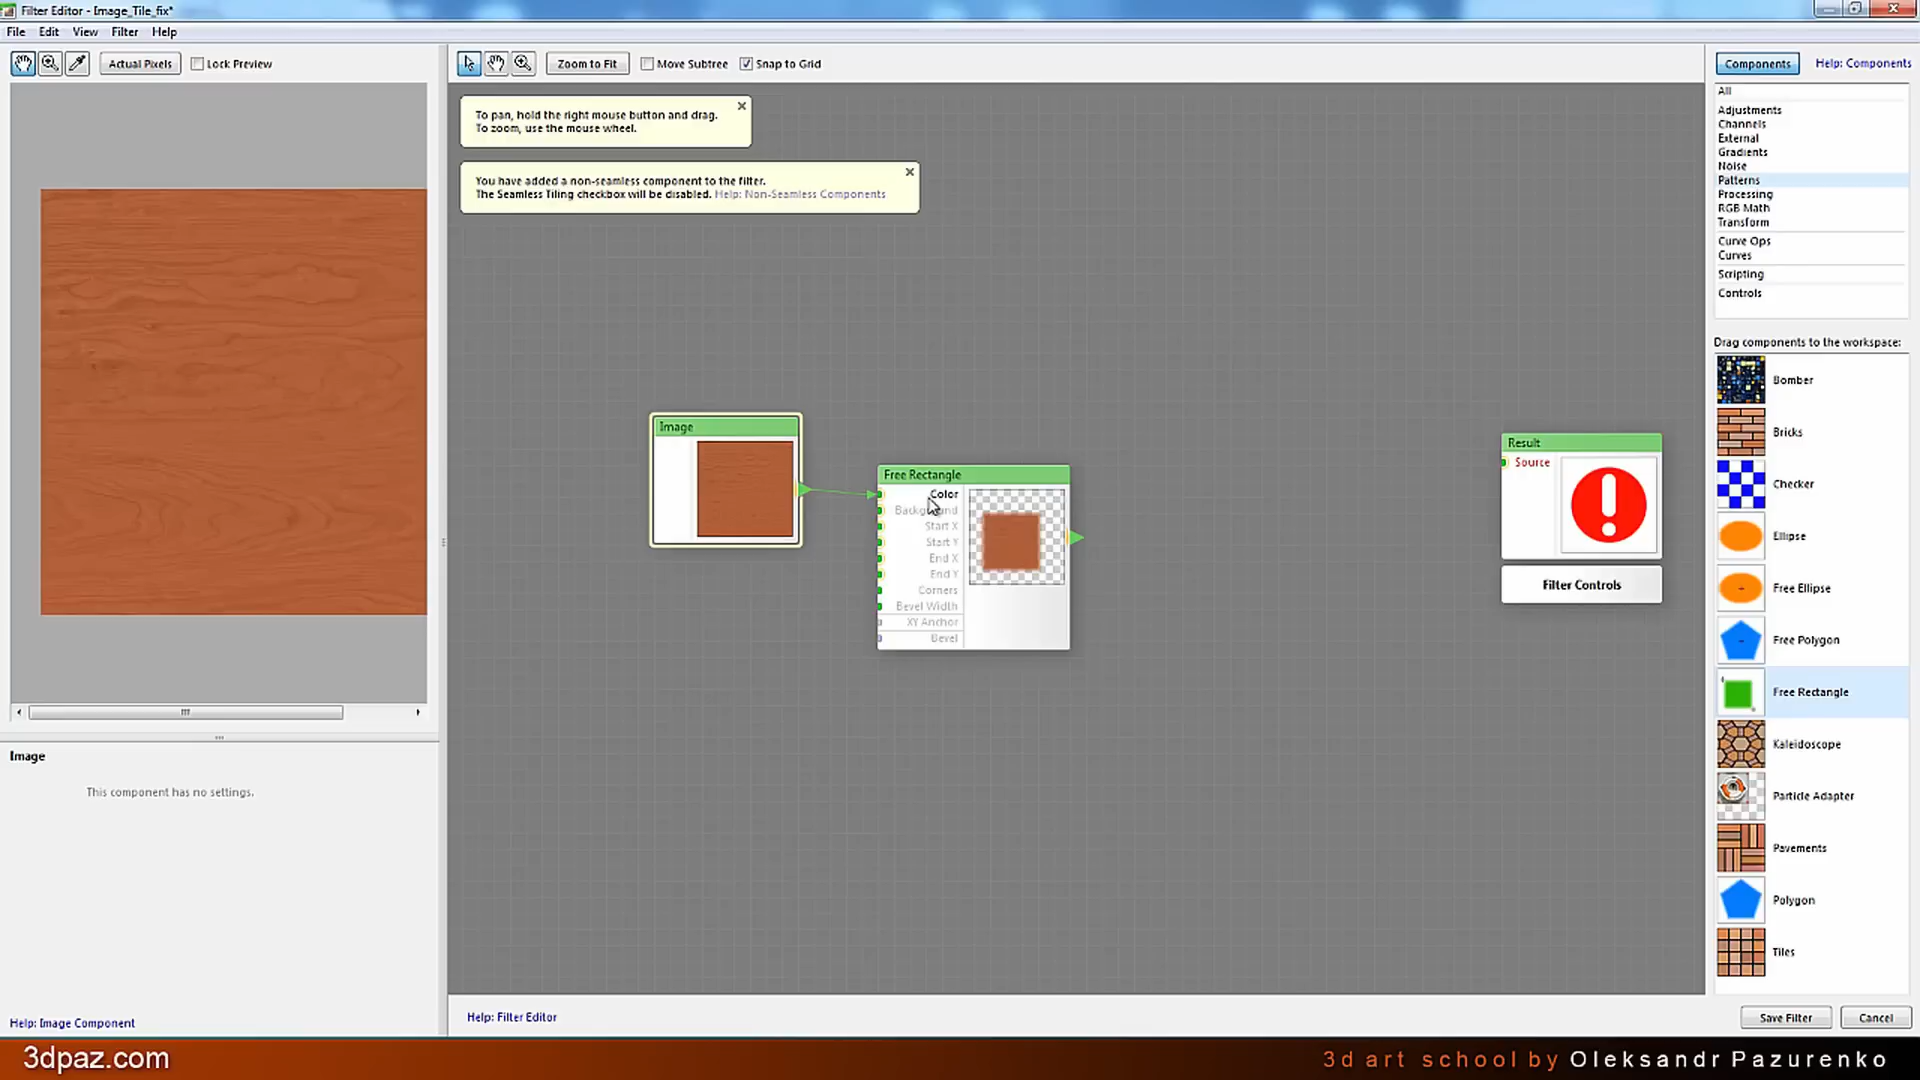 Filter Editor - Image_Tile_fix*
File Edit View Filter Help
Actual Pixels Lock Preview Zoom to Fit Move Subtree Snap to Grid Components Help: Components
To pan, hold the right mouse button and drag.
To zoom, use the mouse wheel.
You have added a non-seamless component to the filter.
The Seamless Tiling checkbox will be disabled. Help: Non-Seamless Components
Image
Free Rectangle
Color
Background
Start X
Start Y
End X
End Y
Corners
Bevel Width
XY Anchor
Bevel
Result
Source
Filter Controls
All
Adjustments
Channels
External
Gradients
Noise
Patterns
Processing
RGB Math
Transform
Curve Ops
Curves
Scripting
Controls
Drag components to the workspace:
Bomber
Bricks
Checker
Ellipse
Free Ellipse
Free Polygon
Free Rectangle
Kaleidoscope
Particle Adapter
Pavements
Polygon
Tiles
Image
This component has no settings.
Help: Image Component
Help: Filter Editor
Save Filter Cancel
3dpaz.com
3d art school by Oleksandr Pazurenko